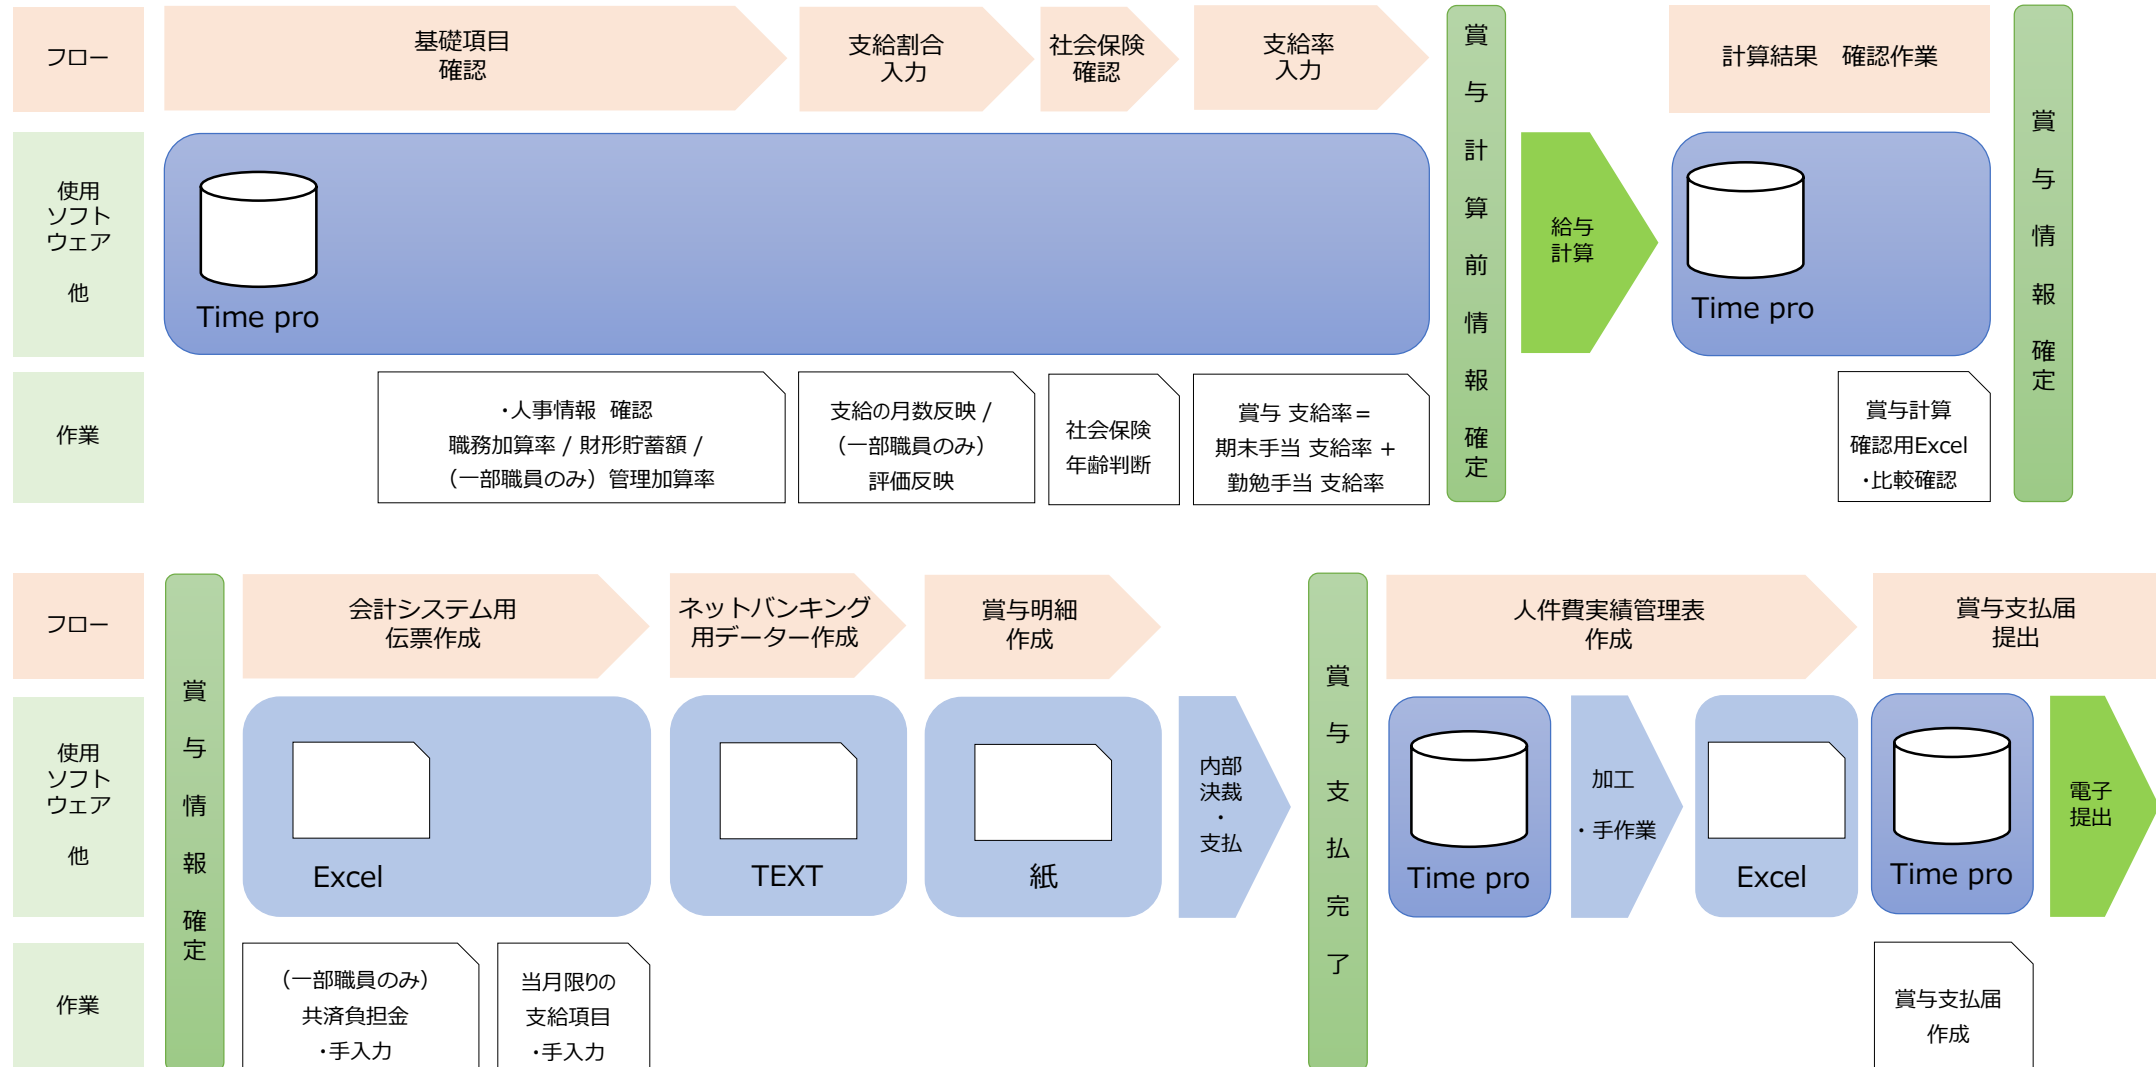 フロー
基礎項目
確認
支給割合
入力
社会保険
確認
支給率
入力
賞与計算前情報確定
計算結果　確認作業
賞与情報確定
使用
ソフト
ウェア
他
Time pro
給与
計算
Time pro
作業
・人事情報 確認
職務加算率 / 財形貯蓄額 /
（一部職員のみ）管理加算率
支給の月数反映 /
（一部職員のみ）
評価反映
社会保険
年齢判断
賞与 支給率＝
期末手当 支給率 +
勤勉手当 支給率
賞与計算
確認用Excel
・比較確認
フロー
賞与情報確定
会計システム用
伝票作成
ネットバンキング
用データー作成
賞与明細
作成
賞与支払完了
人件費実績管理表
作成
賞与支払届
提出
使用
ソフト
ウェア
他
Excel
TEXT
紙
内部
決裁
・
支払
Time pro
加工
・手作業
Excel
Time pro
電子
提出
作業
（一部職員のみ）
共済負担金
・手入力
当月限りの
支給項目
・手入力
賞与支払届
作成